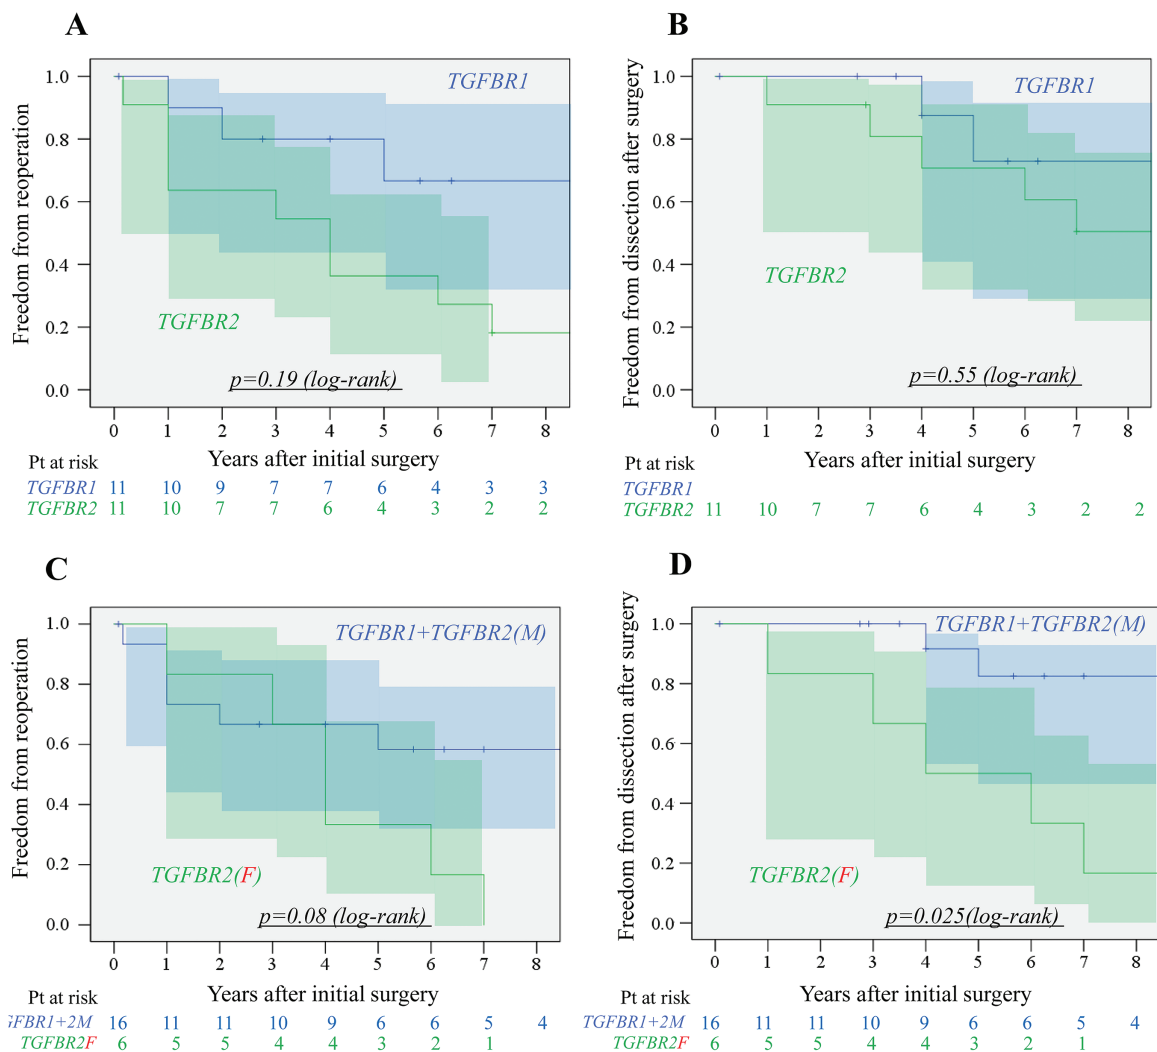 A
Freedom from reoperation
1.0
0.8
0.6
0.4
0.2
0.0
TGFBR1
TGFBR2
p=0.19 (log-rank)
0 1 2 3 4 5 6 7 8
Years after initial surgery
Pt at risk
TGFBR1 11 10 9 7 7 6 4 3 3
TGFBR2 11 10 7 7 6 4 3 2 2
B
Freedom from dissection after surgery
1.0
0.8
0.6
0.4
0.2
0.0
TGFBR1
TGFBR2
p=0.55 (log-rank)
0 1 2 3 4 5 6 7 8
Years after initial surgery
Pt at risk
TGFBR1
TGFBR2 11 10 7 7 6 4 3 2 2
C
Freedom from reoperation
1.0
0.8
0.6
0.4
0.2
0.0
TGFBR1+TGFBR2(M)
TGFBR2(F)
p=0.08 (log-rank)
0 1 2 3 4 5 6 7 8
Years after initial surgery
Pt at risk
GFBR1+2M 16 11 11 10 9 6 6 5 4
TGFBR2F 6 5 5 4 4 3 2 1
D
Freedom from dissection after surgery
1.0
0.8
0.6
0.4
0.2
0.0
TGFBR1+TGFBR2(M)
TGFBR2(F)
p=0.025(log-rank)
0 1 2 3 4 5 6 7 8
Years after initial surgery
Pt at risk
TGFBR1+2M 16 11 11 10 9 6 6 5 4
TGFBR2F 6 5 5 4 4 3 2 1